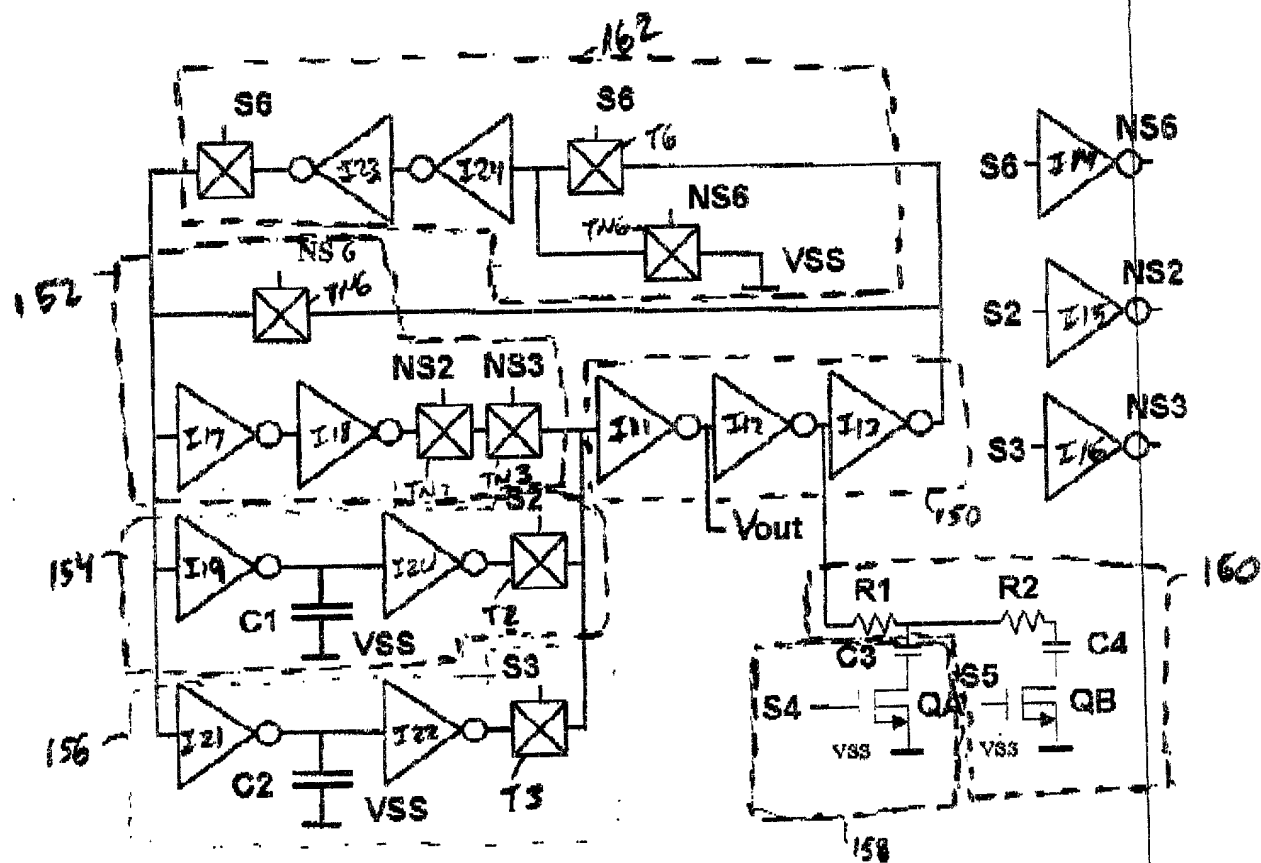 162
S6
S6
NS6
T6
I23
I24
S6
I14
NS6
TN6
VSS
152
NS6
TN6
NS2
S2
I15
NS2
NS3
I17
I18
I11
I12
I13
NS3
S3
I16
TN2
TN3
S2
150
Vout
154
I19
I20
160
R1
R2
C1
T2
VSS
C3
C4
S3
S5
S4
QA
QB
156
I21
I22
VSS
VSS
C2
VSS
T3
158